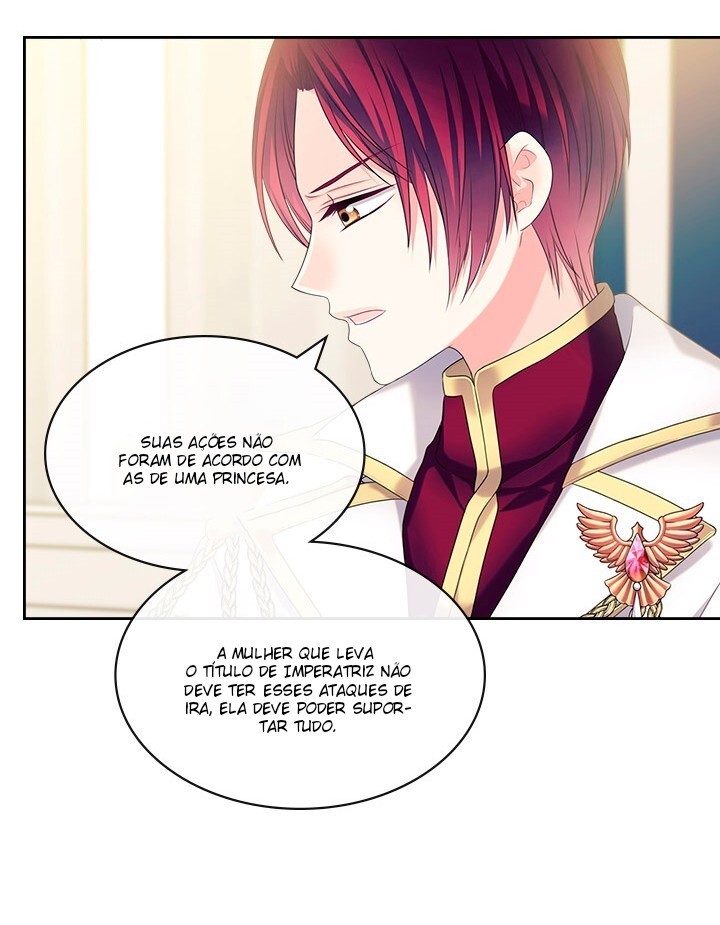 SUAS AÇÕES NÃO
FORAM DE ACORDO COM
AS DE UMA PRINCESA.
A MULHER QUE LEVA
O TÍTULO DE IMPERATRIZ NÃO
DEVE TER ESSES ATAQUES DE
IRA, ELA DEVE PODER SUPOR-
TAR TUDO.